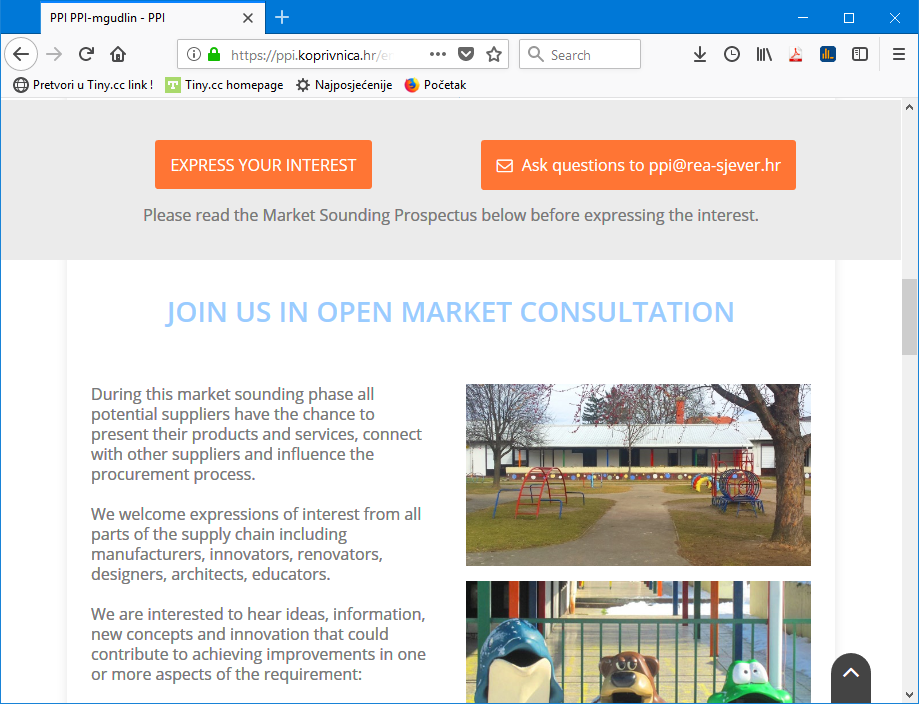 PPI PPI-mgudlin - PPI
https://ppi.koprivnica.hr/e
Search
Pretvori u Tiny.cc link !
Tiny.cc homepage
Najposjećenije
Početak
EXPRESS YOUR INTEREST
Ask questions to ppi@rea-sjever.hr
Please read the Market Sounding Prospectus below before expressing the interest.
JOIN US IN OPEN MARKET CONSULTATION
During this market sounding phase all
potential suppliers have the chance to
present their products and services, connect
with other suppliers and influence the
procurement process.
We welcome expressions of interest from all
parts of the supply chain including
manufacturers, innovators, renovators,
designers, architects, educators.
We are interested to hear ideas, information,
new concepts and innovation that could
contribute to achieving improvements in one
or more aspects of the requirement: